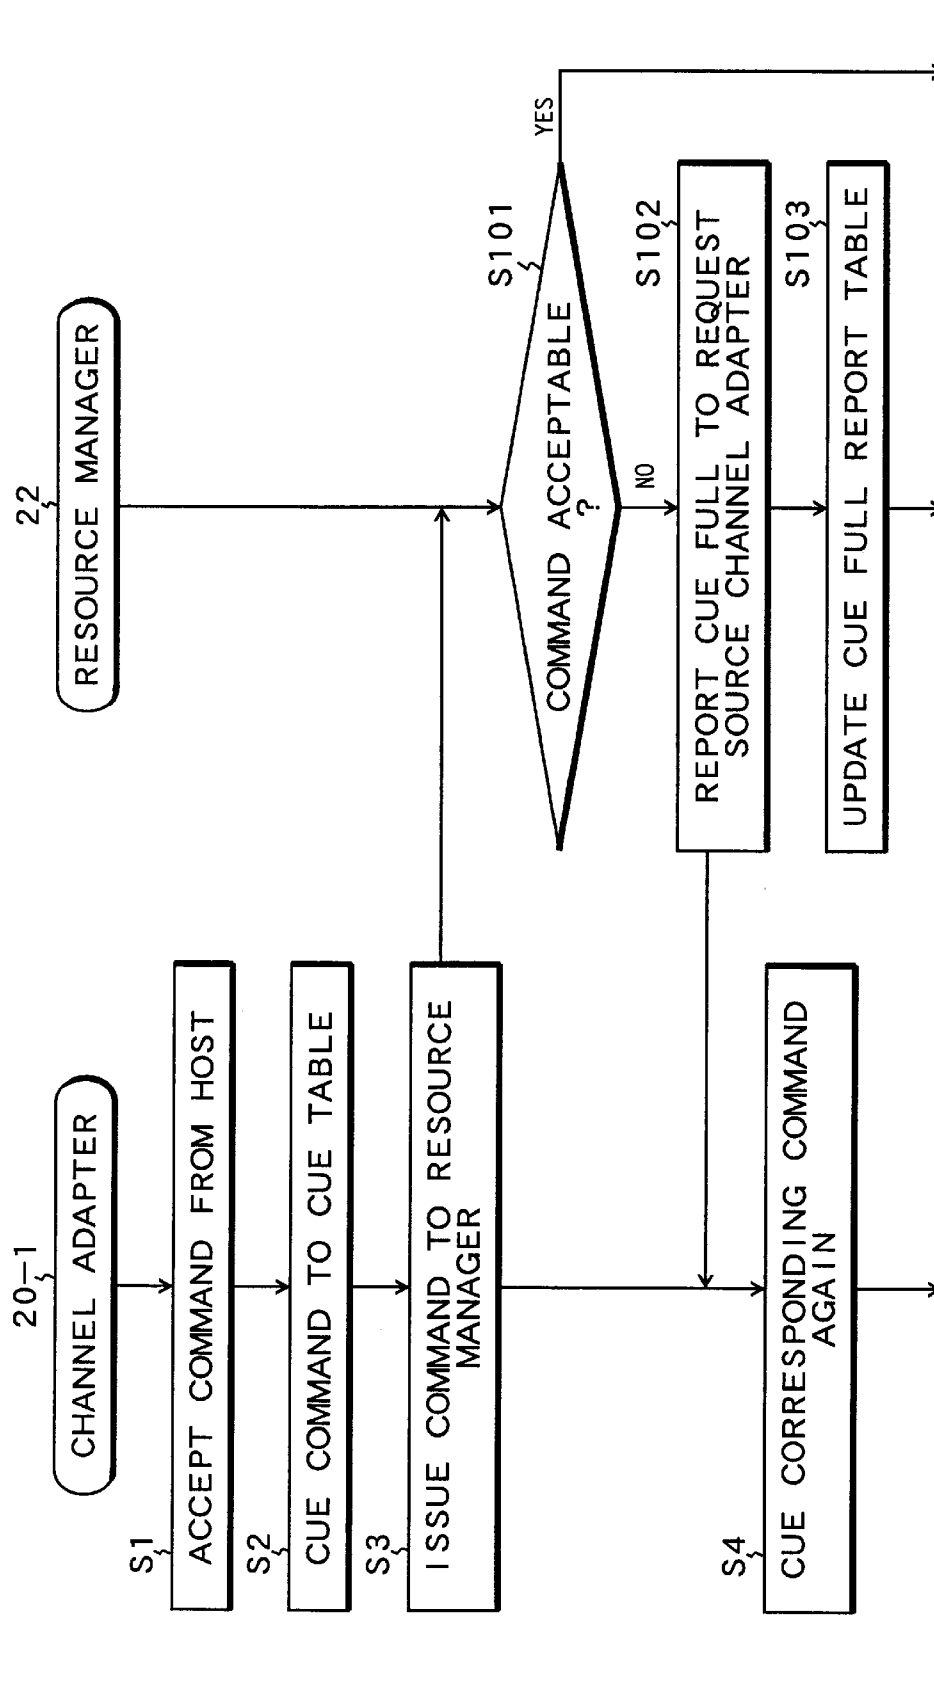 20-1
CHANNEL ADAPTER
S1
ACCEPT COMMAND FROM HOST
S2
CUE COMMAND TO CUE TABLE
S3
ISSUE COMMAND TO RESOURCE
MANAGER
S4
CUE CORRESPONDING COMMAND
AGAIN
22
RESOURCE MANAGER
S101
COMMAND ACCEPTABLE
?
YES
NO
S102
REPORT CUE FULL TO REQUEST
SOURCE CHANNEL ADAPTER
S103
UPDATE CUE FULL REPORT TABLE